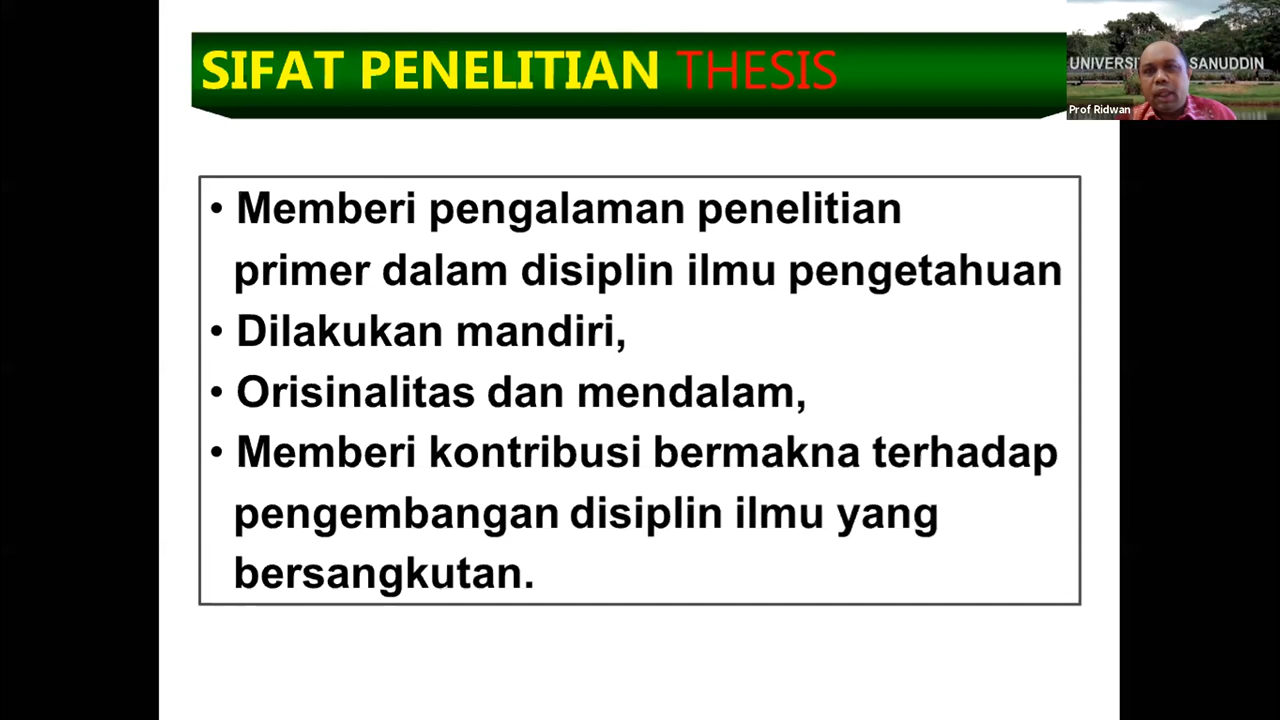 SIFAT PENELITIAN THESIS
UNIVERSI SANUDDIN
Prof Ridwan
• Memberi pengalaman penelitian
primer dalam disiplin ilmu pengetahuan
• Dilakukan mandiri,
• Orisinalitas dan mendalam,
• Memberi kontribusi bermakna terhadap
pengembangan disiplin ilmu yang
bersangkutan.